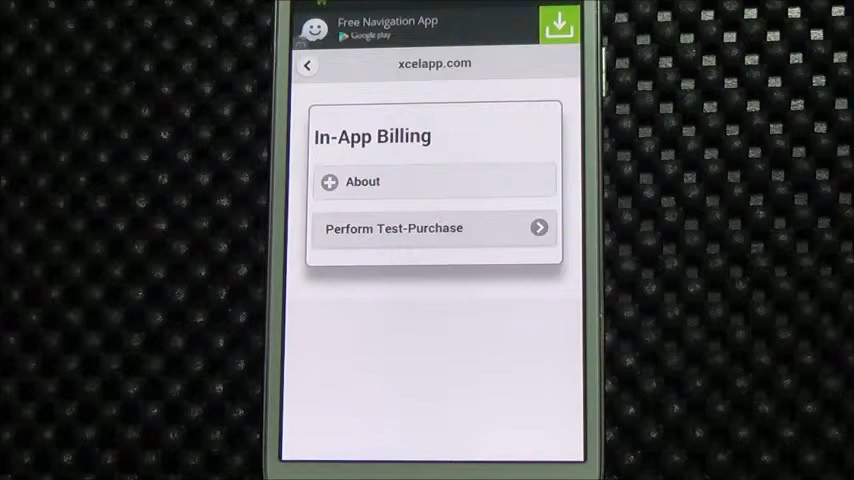 Free Navigation App
Google play
xcelapp.com
In-App Billing
About
Perform Test-Purchase